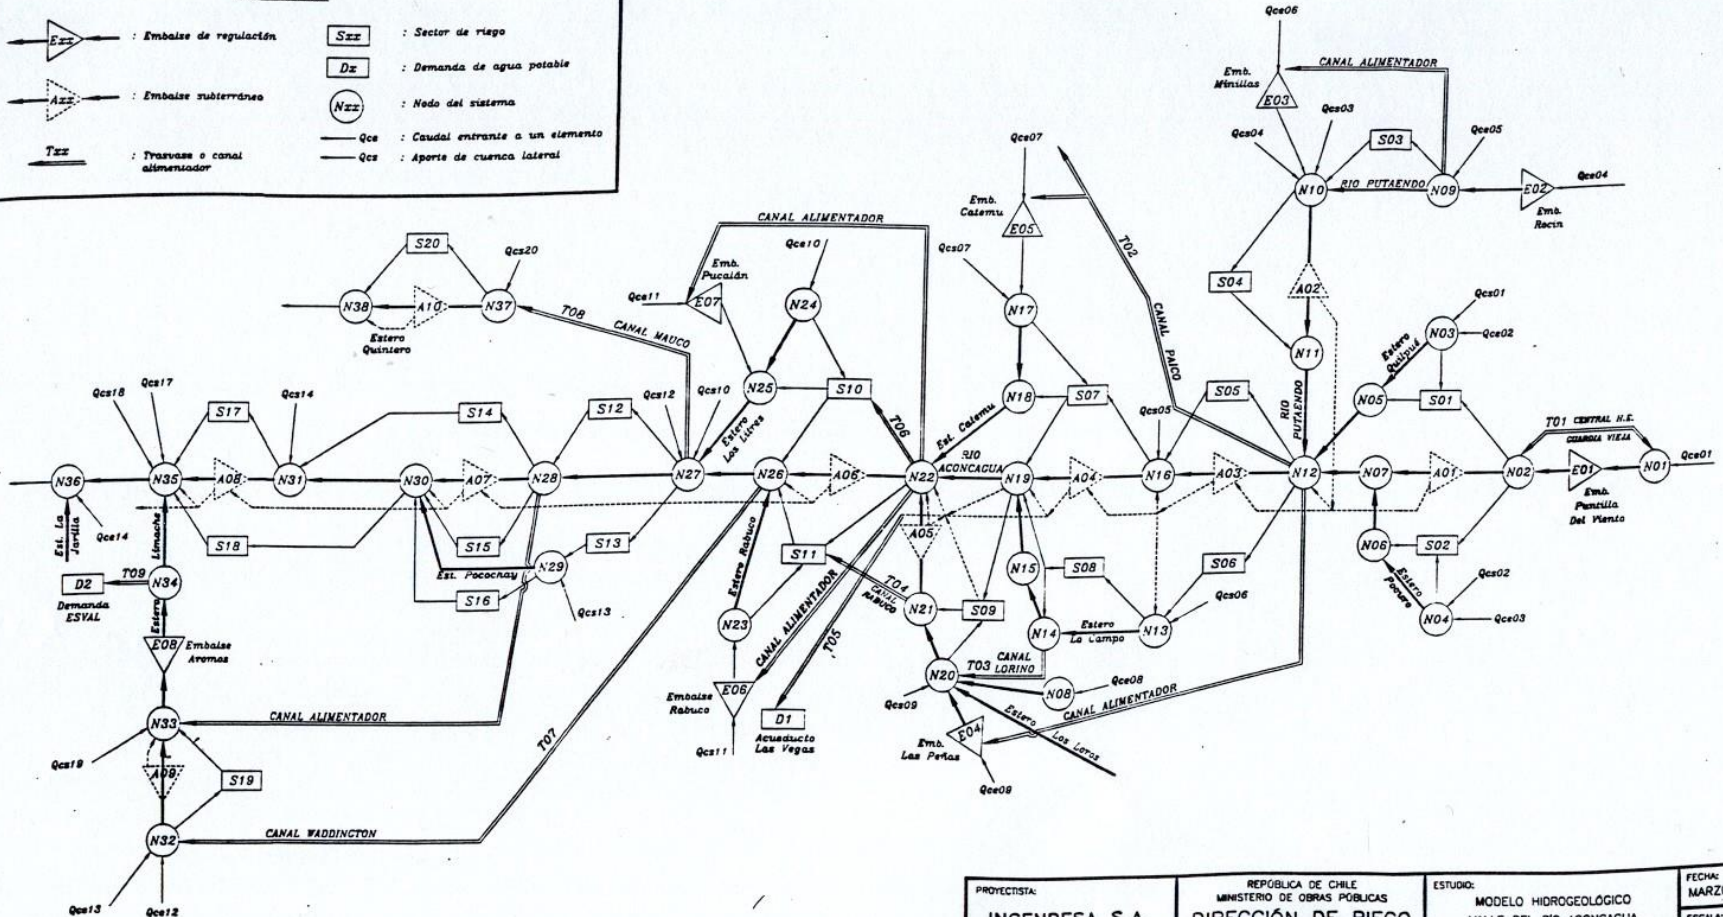 Exx : Embalse de regulación
Axx : Embalse subterráneo
Txx : Trasvase o canal
alimentador
Sxx : Sector de riego
Dx : Demanda de agua potable
Nxx : Nodo del sistema
Qce : Caudal entrante a un elemento
Qcs : Aporte de cuenca lateral
Qce06
CANAL ALIMENTADOR
Emb.
Minillas
E03
Qcs03
Qcs04
S03
Qce05
N10
RIO PUTAENDO
N09
E02
Qce04
Emb.
Rocin
Qce07
Emb.
Catemu
E05
T02
CANAL PAICO
Qcs07
N17
N18
Est. Catemu
S07
S04
A02
N11
RIO
PUTAENDO
Qcs01
N03
Qce02
Estero
Quilpué
N05
S01
S05
Qcs05
CANAL ALIMENTADOR
Qce10
Emb.
Pucalán
Qce11
E07
N24
N25
S10
Estero
Los Litres
T06
S20
Qcs20
N38
A10
N37
Estero
Quintero
T08
CANAL MAUCO
Qcs18
Qcs17
S17
Qcs14
S14
S12
Qcs12
Qcs10
T01 CENTRAL H.E.
GUARDIA VIEJA
N36
N35
A08
N31
N30
A07
N28
N27
N26
A06
N22
RIO
ACONCAGUA
N19
A04
N16
A03
N12
N07
A01
N02
E01
N01
Qce01
Emb.
Puntilla
Del Viento
Est. La
Jarilla
Qce14
Limache
S18
S15
S13
Est. Pocochay
N29
S16
Qcs13
Estero Rabuco
S11
A05
T04
CANAL
RABUCO
N21
S09
N15
S08
S06
N06
S02
Estero
Pocuro
Qcs02
N04
Qce03
D2
Demanda
ESVAL
T09
N34
Estero
E08
Embalse
Aromos
N23
CANAL ALIMENTADOR
T05
N14
Estero
Lo Campo
N13
Qcs06
T03
CANAL
LORINO
N20
N08
Qce08
Qcs09
CANAL ALIMENTADOR
Estero
Los Loros
Embalse
Rabuco
E06
D1
Acueducto
Las Vegas
Qcs11
Emb.
Las Peñas
E04
Qce09
N33
CANAL ALIMENTADOR
T07
Qcs19
A09
S19
N32
CANAL WADDINGTON
Qce13
Qce12
PROYECTISTA:
INGENDESA S.A.
REPÚBLICA DE CHILE
MINISTERIO DE OBRAS PÚBLICAS
DIRECCIÓN DE RIEGO
ESTUDIO:
MODELO HIDROGEOLÓGICO
VALLE DEL RÍO ACONCAGUA
FECHA: